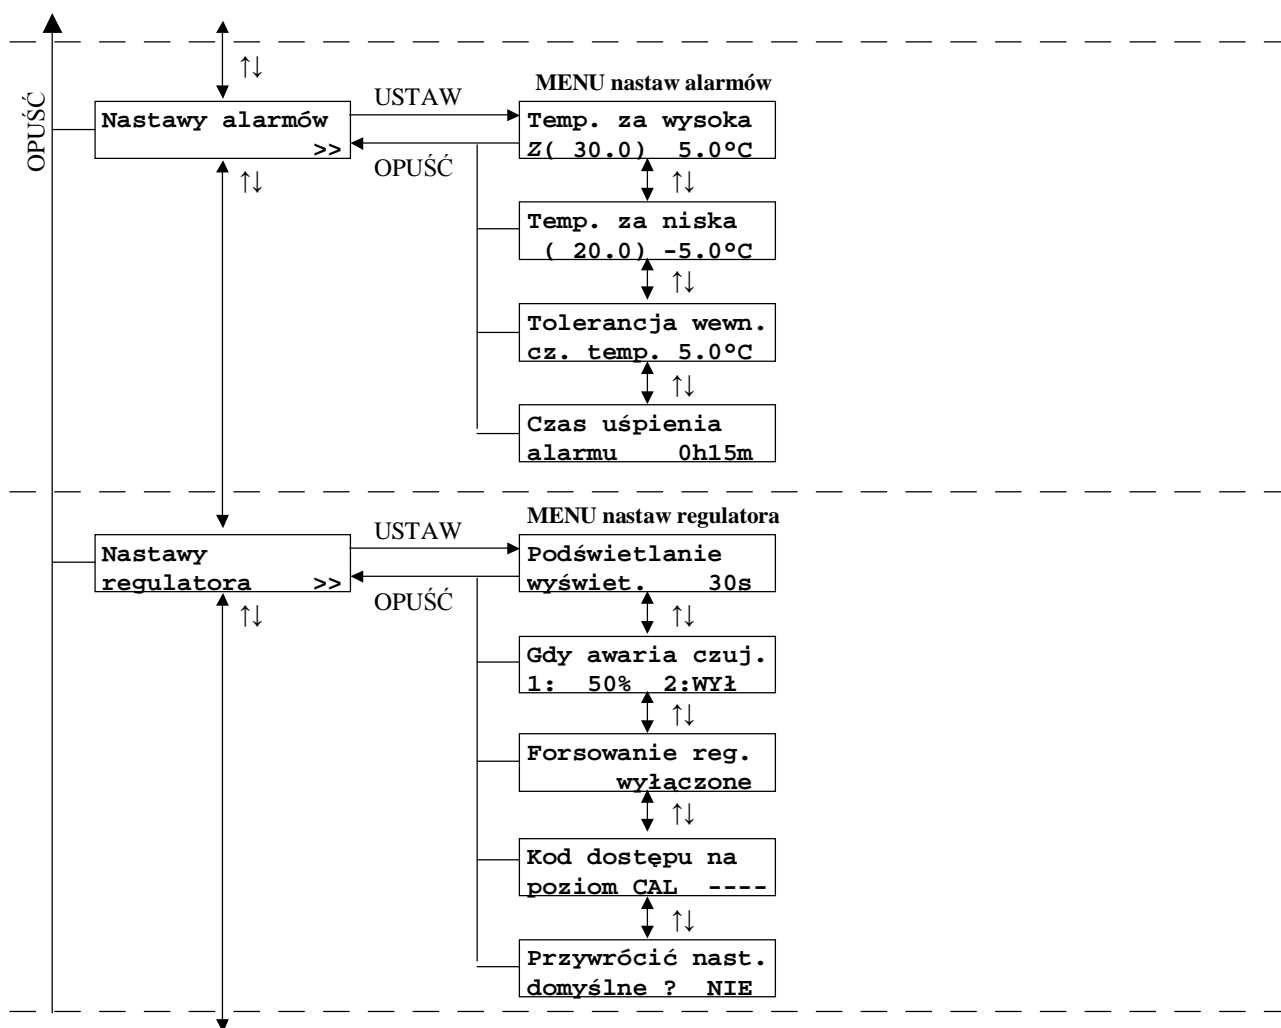 ↑↓
OPUŚĆ
Nastawy alarmów
>>
USTAW
OPUŚĆ
↑↓
MENU nastaw alarmów
Temp. za wysoka
Z( 30.0) 5.0°C
↑↓
Temp. za niska
( 20.0) -5.0°C
↑↓
Tolerancja wewn.
cz. temp. 5.0°C
↑↓
Czas uśpienia
alarmu 0h15m
Nastawy
regulatora >>
USTAW
OPUŚĆ
↑↓
MENU nastaw regulatora
Podświetlanie
wyświet. 30s
↑↓
Gdy awaria czuj.
1: 50% 2:WYŁ
↑↓
Forsowanie reg.
wyłączone
↑↓
Kod dostępu na
poziom CAL ----
↑↓
Przywrócić nast.
domyślne ? NIE